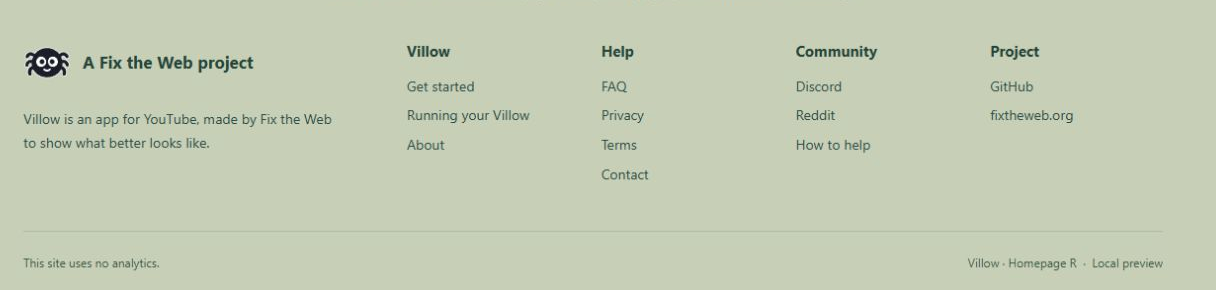 A Fix the Web project
Villow is an app for YouTube, made by Fix the Web
to show what better looks like.
Villow
Get started
Running your Villow
About
Help
FAQ
Privacy
Terms
Contact
Community
Discord
Reddit
How to help
Project
GitHub
fixtheweb.org
This site uses no analytics.
Villow · Homepage R · Local preview